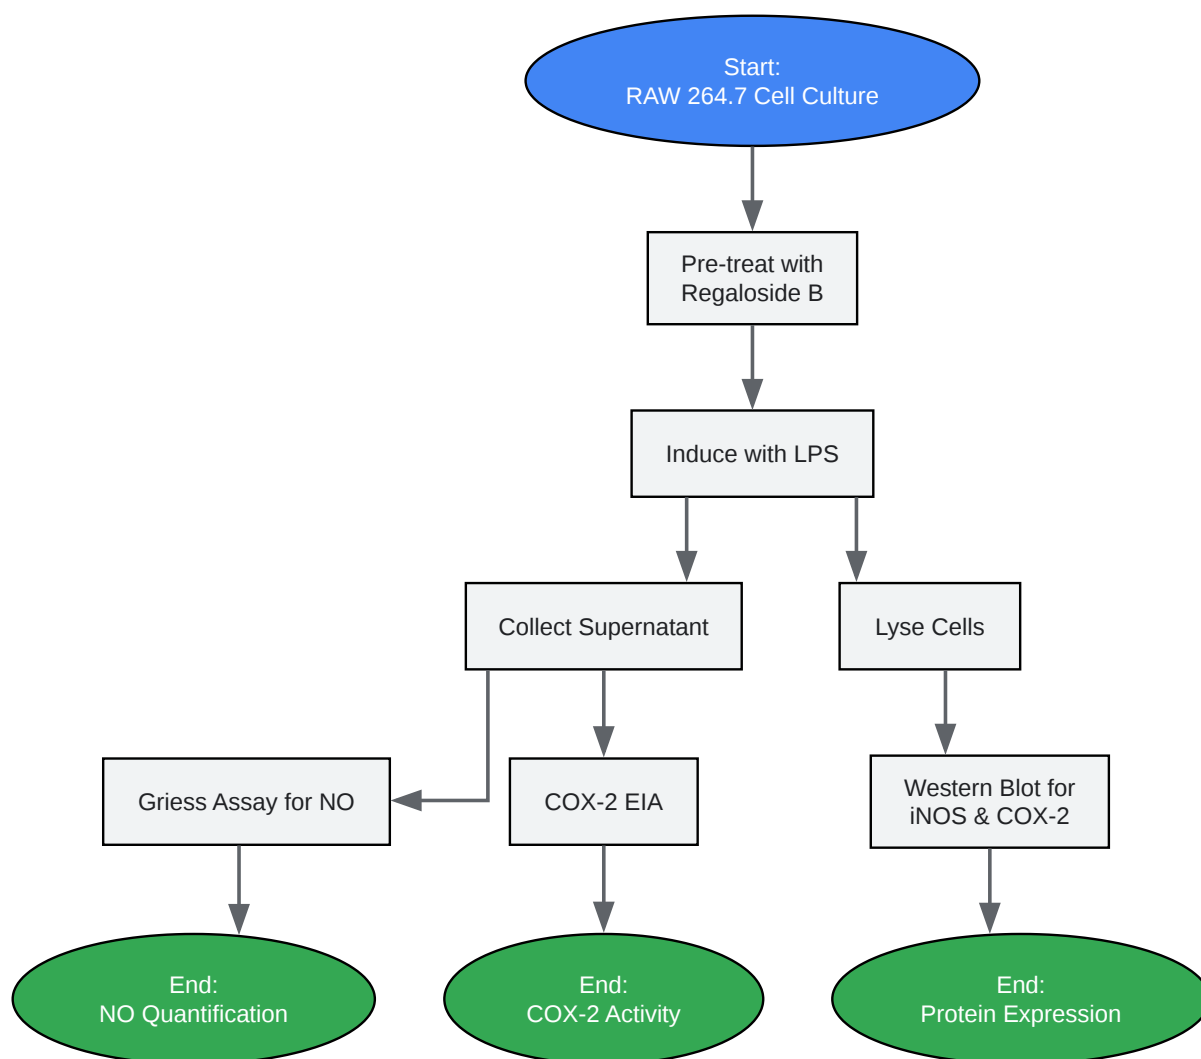 Start:
RAW 264.7 Cell Culture
Pre-treat with
Regaloside B
Induce with LPS
Collect Supernatant
Lyse Cells
Griess Assay for NO
COX-2 EIA
Western Blot for
iNOS & COX-2
End:
NO Quantification
End:
COX-2 Activity
End:
Protein Expression